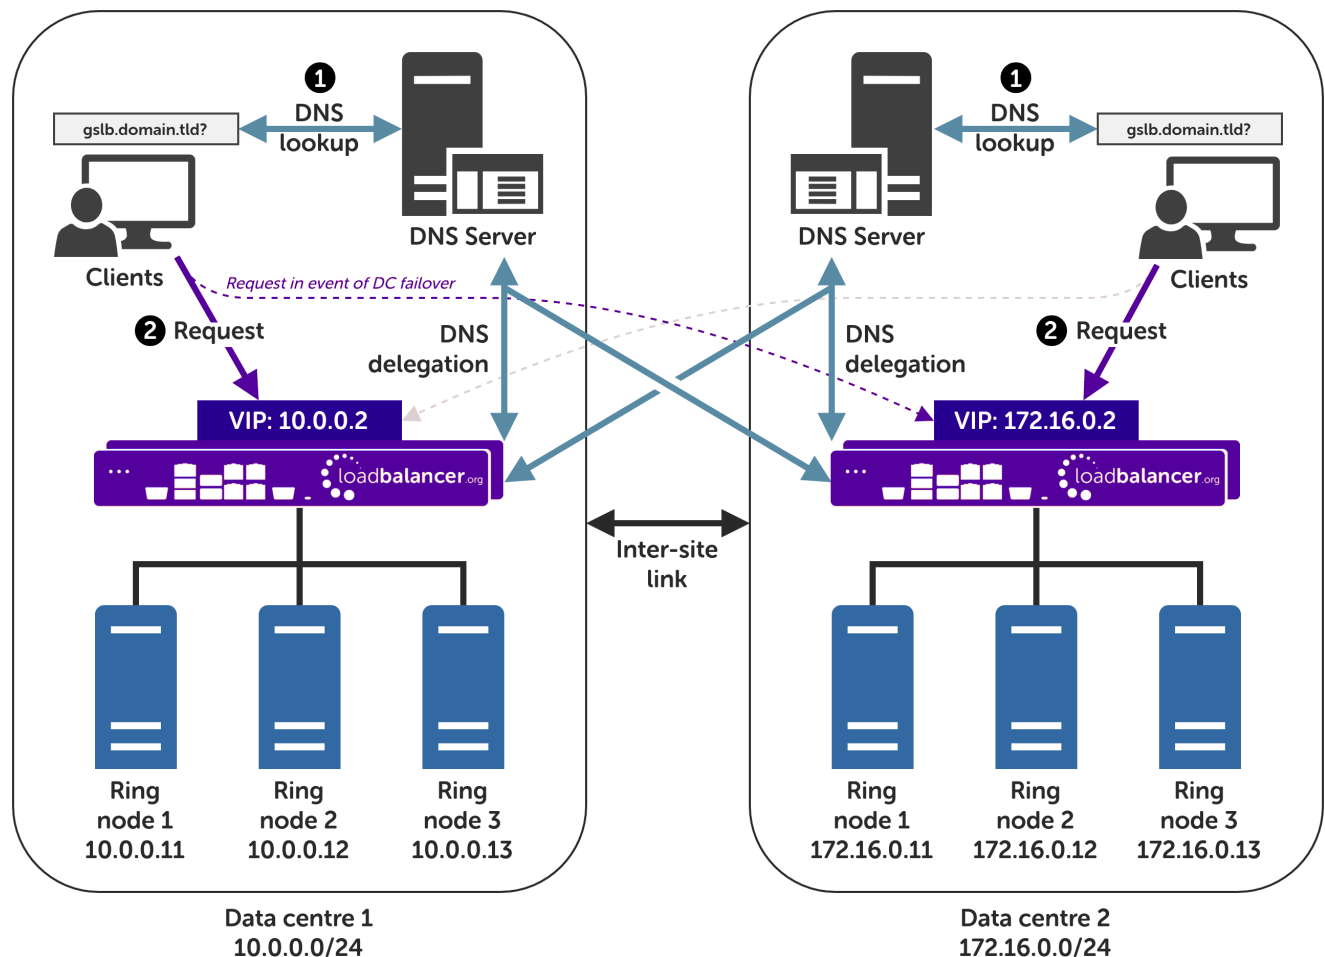 1
DNS
lookup
gslb.domain.tld?
DNS Server
Clients
Request in event of DC failover
2 Request
DNS
delegation
VIP: 10.0.0.2
loadbalancer.org
Ring
node 1
10.0.0.11
Ring
node 2
10.0.0.12
Ring
node 3
10.0.0.13
Data centre 1
10.0.0.0/24
Inter-site
link
1
DNS
lookup
gslb.domain.tld?
DNS Server
Clients
2 Request
DNS
delegation
VIP: 172.16.0.2
loadbalancer.org
Ring
node 1
172.16.0.11
Ring
node 2
172.16.0.12
Ring
node 3
172.16.0.13
Data centre 2
172.16.0.0/24